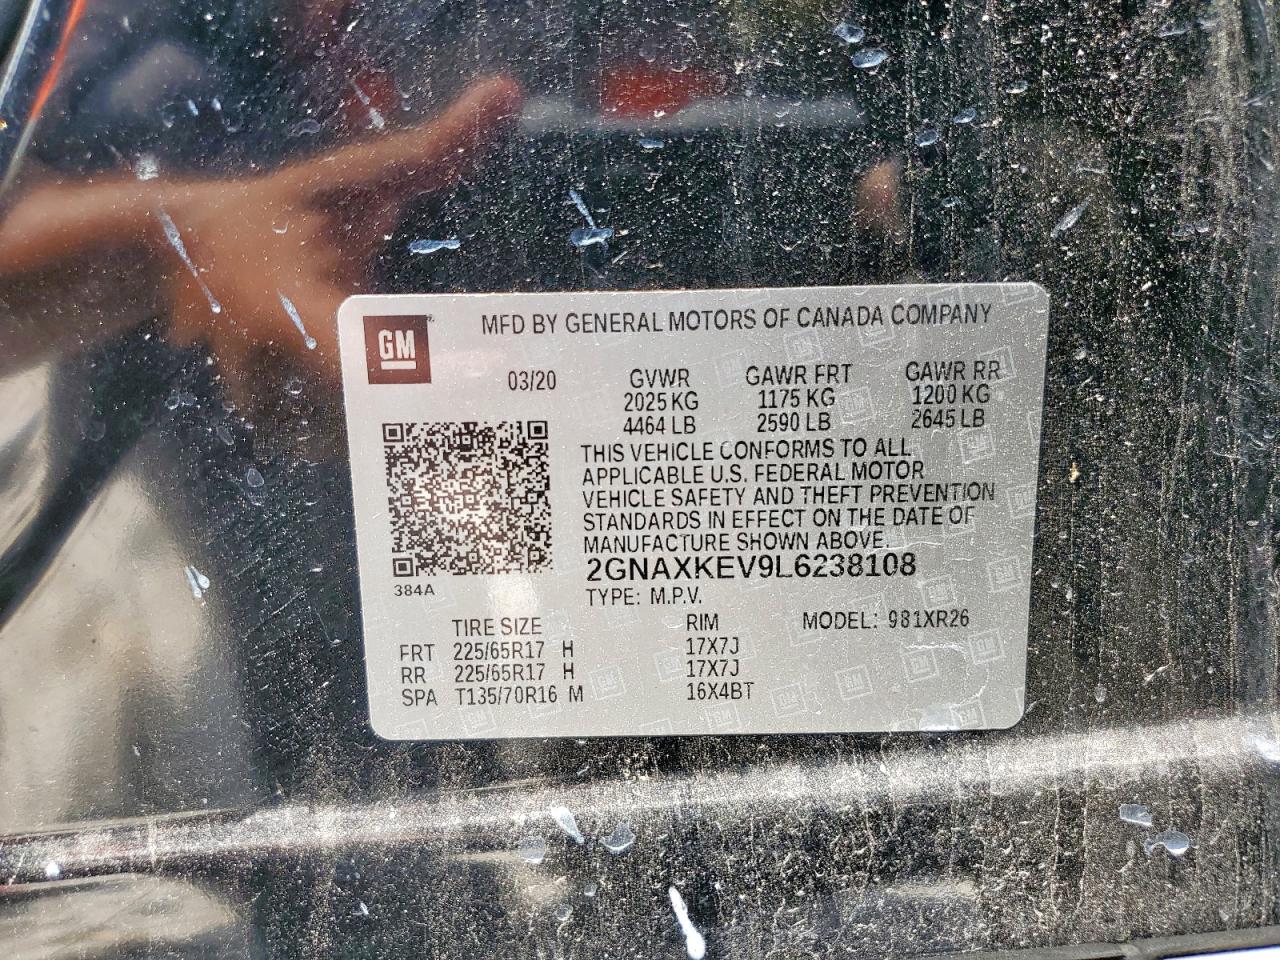 GM
MFD BY GENERAL MOTORS OF CANADA COMPANY
03/20
GVWR GAWR FRT GAWR RR
2025 KG 1175 KG 1200 KG
4464 LB 2590 LB 2645 LB
THIS VEHICLE CONFORMS TO ALL
APPLICABLE U.S. FEDERAL MOTOR
VEHICLE SAFETY AND THEFT PREVENTION
STANDARDS IN EFFECT ON THE DATE OF
MANUFACTURE SHOWN ABOVE.
2GNAXKEV9L6238108
384A
TYPE: M.P.V.
TIRE SIZE RIM MODEL: 981XR26
FRT 225/65R17 H 17X7J
RR 225/65R17 H 17X7J
SPA T135/70R16 M 16X4BT